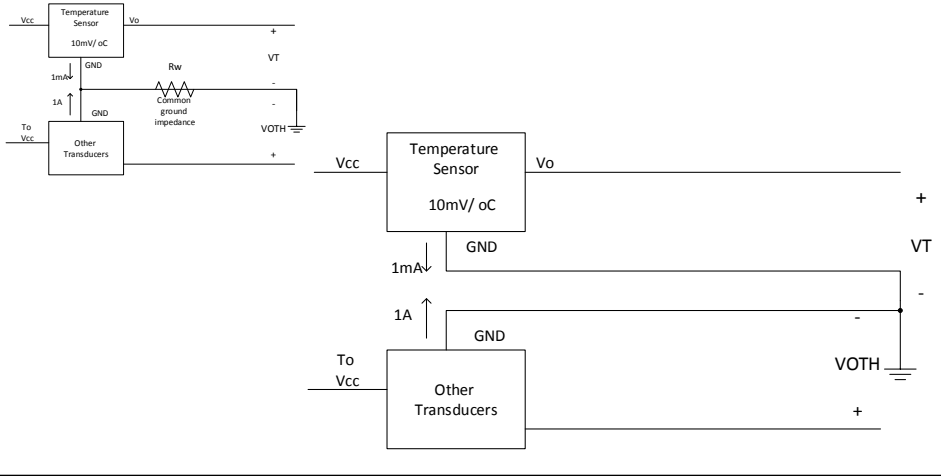 Vcc
Temperature
Sensor
10mV/ oC
Vo
+
VT
-
GND
1mA
Rw
Common
ground
impedance
1A
GND
-
VOTH
+
To
Vcc
Other
Transducers
Vcc
Temperature
Sensor
10mV/ oC
Vo
+
VT
-
GND
1mA
1A
GND
-
VOTH
+
To
Vcc
Other
Transducers